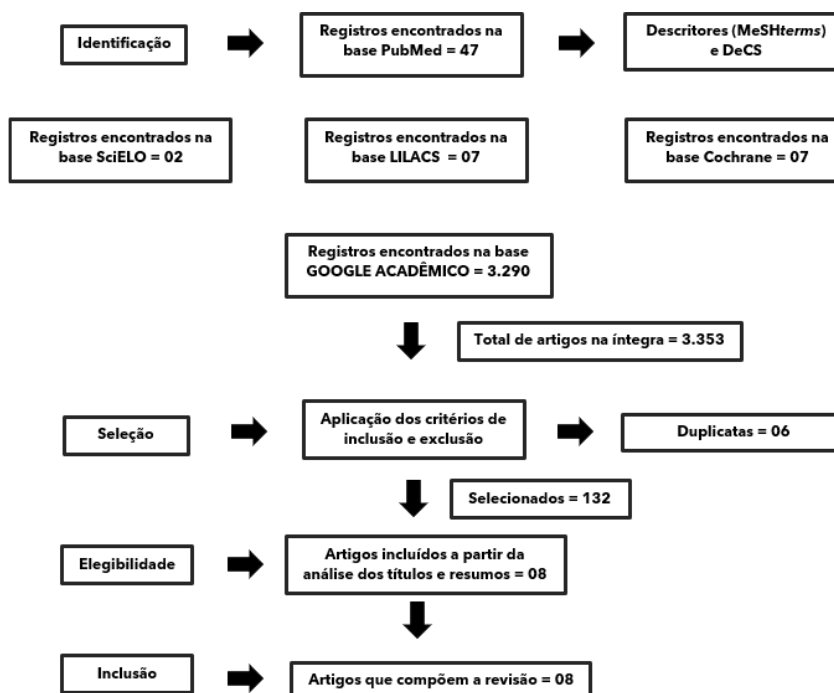 Identificação
Registros encontrados na
base PubMed = 47
Descritores (MeSHterms)
e DeCS
Registros encontrados na
base SciELO = 02
Registros encontrados na
base LILACS = 07
Registros encontrados na
base Cochrane = 07
Registros encontrados na base
GOOGLE ACADÊMICO = 3.290
Total de artigos na íntegra = 3.353
Seleção
Aplicação dos critérios de
inclusão e exclusão
Duplicatas = 06
Selecionados = 132
Elegibilidade
Artigos incluídos a partir da
análise dos títulos e resumos = 08
Inclusão
Artigos que compõem a revisão = 08